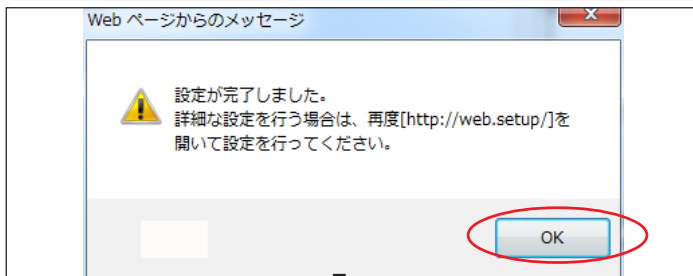 Web ページからのメッセージ
設定が完了しました。
詳細な設定を行う場合は、再度[http://web.setup/]を
開いて設定を行ってください。
OK